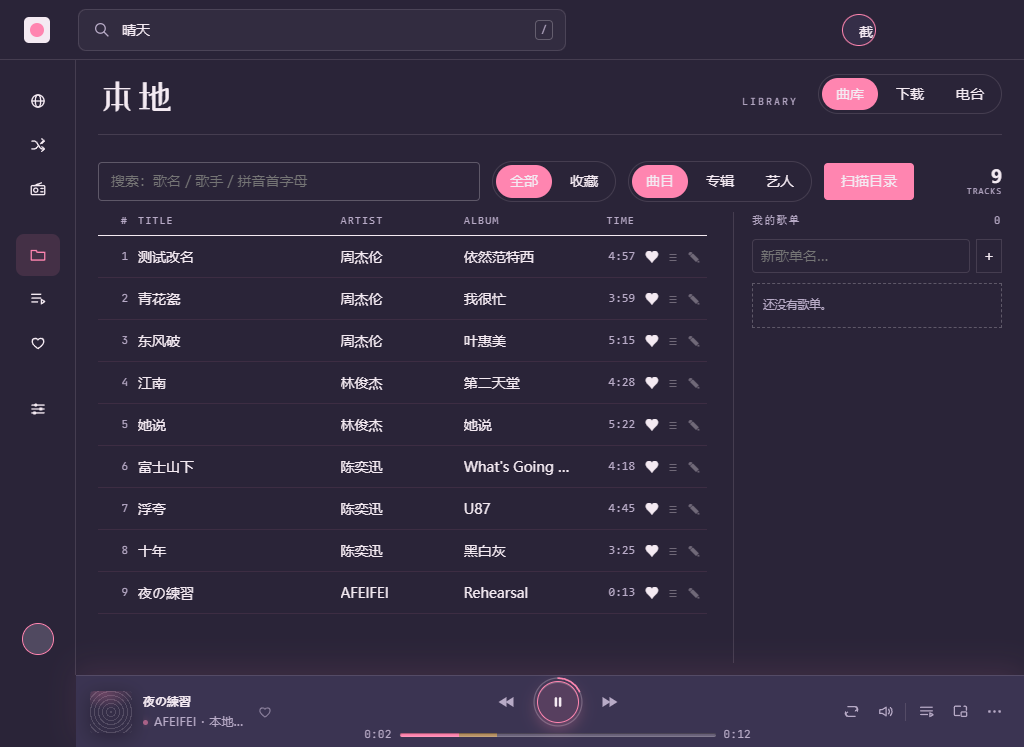 晴天 /
截
本地
LIBRARY 曲库 下载 电台
搜索：歌名 / 歌手 / 拼音首字母 全部 收藏 曲目 专辑 艺人 扫描目录 9 TRACKS
# TITLE ARTIST ALBUM TIME
1 测试改名 周杰伦 依然范特西 4:57
2 青花瓷 周杰伦 我很忙 3:59
3 东风破 周杰伦 叶惠美 5:15
4 江南 林俊杰 第二天堂 4:28
5 她说 林俊杰 她说 5:22
6 富士山下 陈奕迅 What's Going ... 4:18
7 浮夸 陈奕迅 U87 4:45
8 十年 陈奕迅 黑白灰 3:25
9 夜の練習 AFEIFEI Rehearsal 0:13
我的歌单 0
新歌单名... +
还没有歌单。
夜の練習
AFEIFEI · 本地...
0:02 0:12